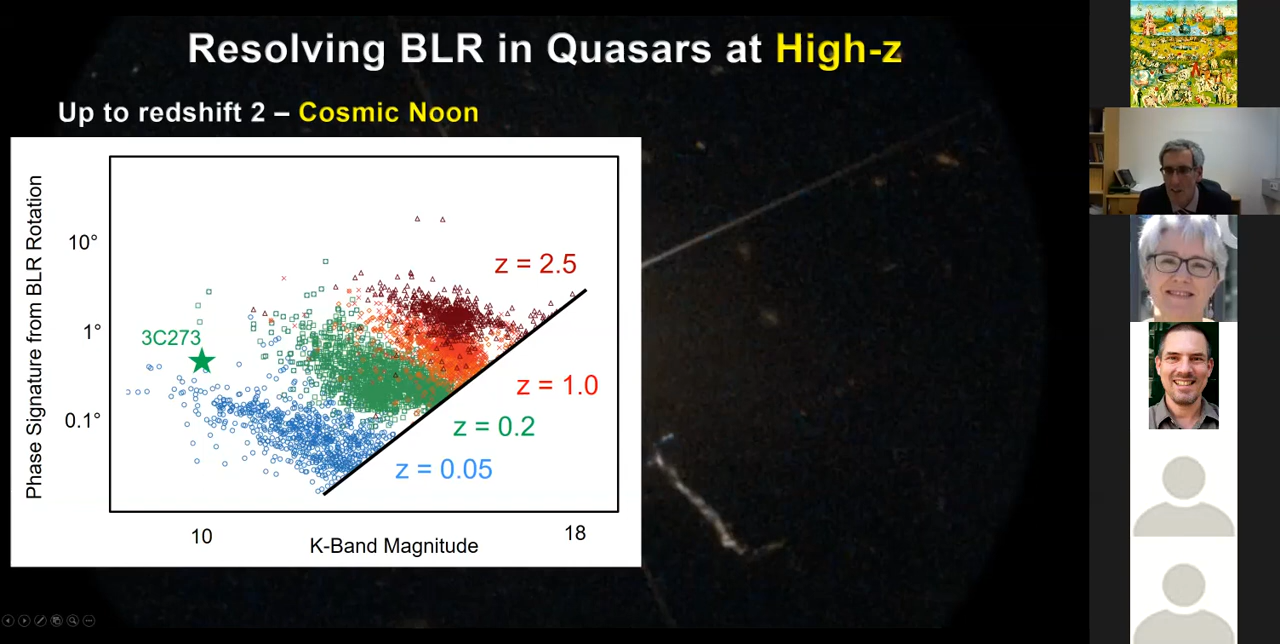 Resolving BLR in Quasars at High-z
Up to redshift 2 – Cosmic Noon
Phase Signature from BLR Rotation
10°
1°
0.1°
3C273
z = 2.5
z = 1.0
z = 0.2
z = 0.05
10
18
K-Band Magnitude